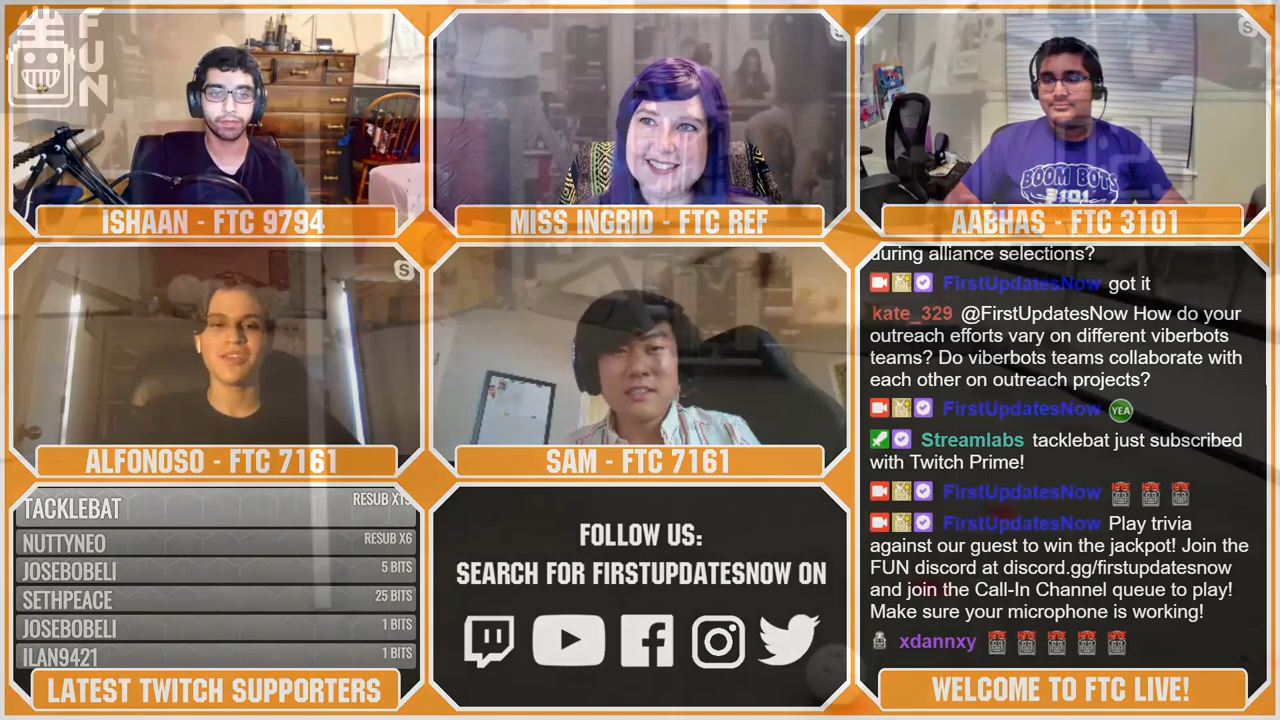 FUN
ISHAAN - FTC 9794
MISS INGRID - FTC REF
BOOM BOTS
3101
AABHAS - FTC 3101
ALFONOSO - FTC 7161
SAM - FTC 7161
during alliance selections?
FirstUpdatesNow got it
kate_329 @FirstUpdatesNow How do your
outreach efforts vary on different viberbots
teams? Do viberbots teams collaborate with
each other on outreach projects?
FirstUpdatesNow YEA
Streamlabs tacklebat just subscribed
with Twitch Prime!
FirstUpdatesNow
FirstUpdatesNow Play trivia
against our guest to win the jackpot! Join the
FUN discord at discord.gg/firstupdatesnow
and join the Call-In Channel queue to play!
Make sure your microphone is working!
xdannxy
TACKLEBAT RESUB
NUTTYNEO RESUB X6
JOSEBOBELI 5 BITS
SETHPEACE 25 BITS
JOSEBOBELI 1 BITS
ILAN9421 1 BITS
LATEST TWITCH SUPPORTERS
FOLLOW US:
SEARCH FOR FIRSTUPDATESNOW ON
WELCOME TO FTC LIVE!